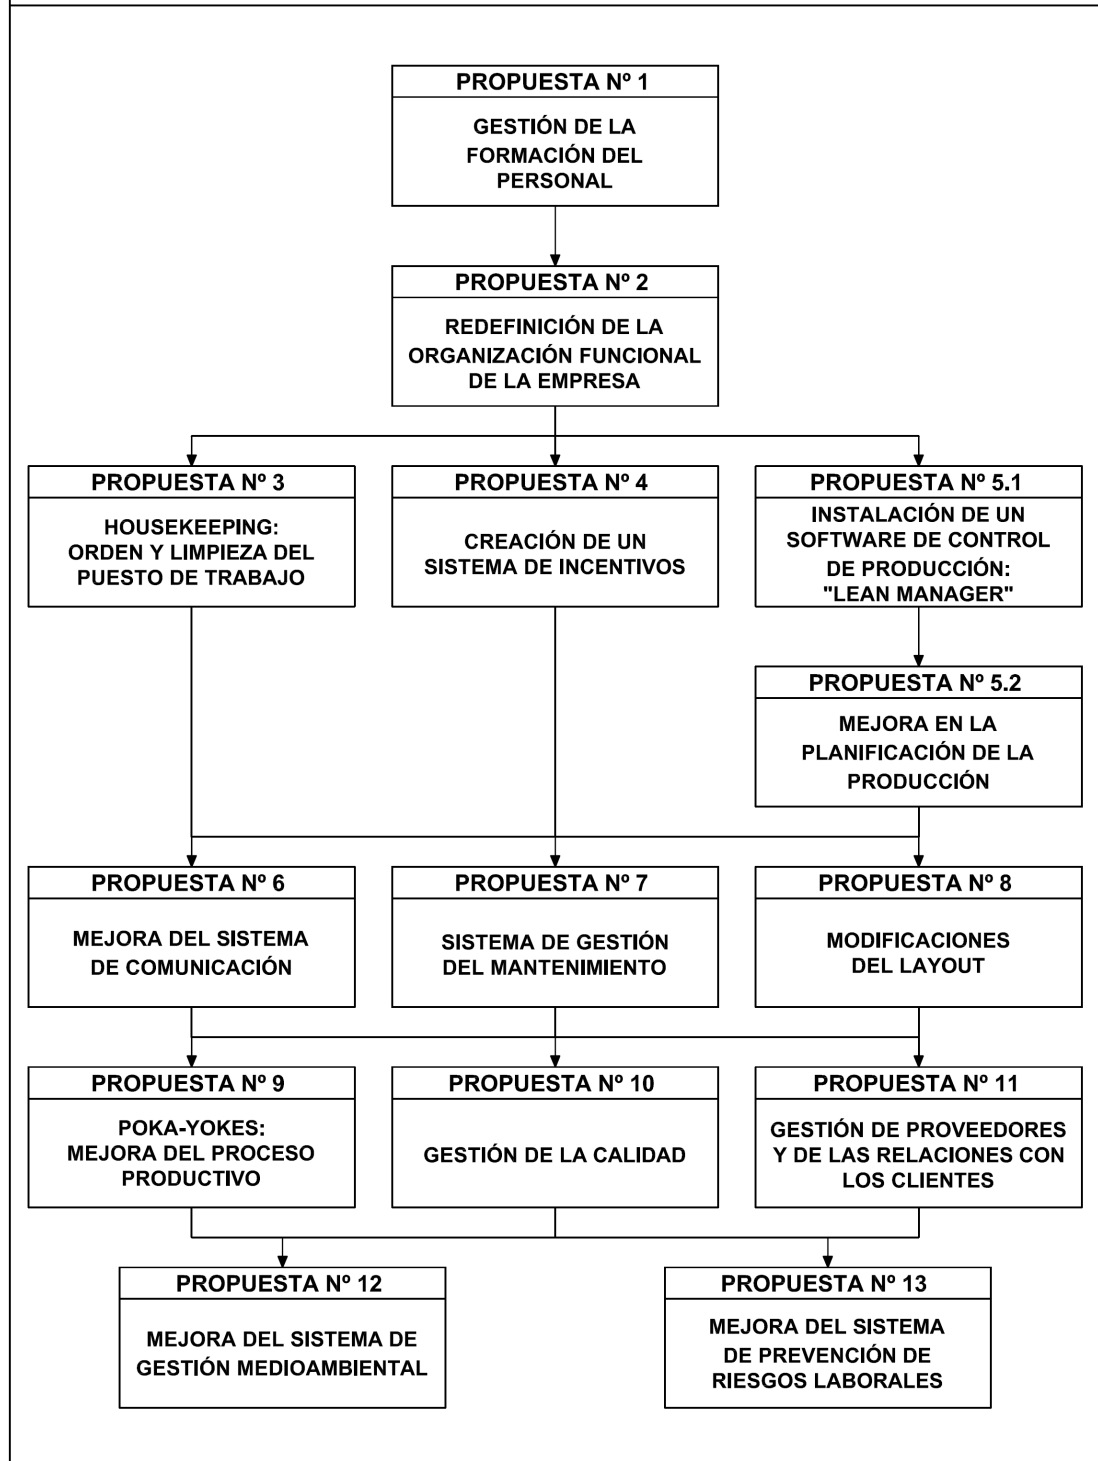 PROPUESTA Nº 1
GESTIÓN DE LA
FORMACIÓN DEL
PERSONAL
PROPUESTA Nº 2
REDEFINICIÓN DE LA
ORGANIZACIÓN FUNCIONAL
DE LA EMPRESA
PROPUESTA Nº 3
HOUSEKEEPING:
ORDEN Y LIMPIEZA DEL
PUESTO DE TRABAJO
PROPUESTA Nº 4
CREACIÓN DE UN
SISTEMA DE INCENTIVOS
PROPUESTA Nº 5.1
INSTALACIÓN DE UN
SOFTWARE DE CONTROL
DE PRODUCCIÓN:
"LEAN MANAGER"
PROPUESTA Nº 5.2
MEJORA EN LA
PLANIFICACIÓN DE LA
PRODUCCIÓN
PROPUESTA Nº 6
MEJORA DEL SISTEMA
DE COMUNICACIÓN
PROPUESTA Nº 7
SISTEMA DE GESTIÓN
DEL MANTENIMIENTO
PROPUESTA Nº 8
MODIFICACIONES
DEL LAYOUT
PROPUESTA Nº 9
POKA-YOKES:
MEJORA DEL PROCESO
PRODUCTIVO
PROPUESTA Nº 10
GESTIÓN DE LA CALIDAD
PROPUESTA Nº 11
GESTIÓN DE PROVEEDORES
Y DE LAS RELACIONES CON
LOS CLIENTES
PROPUESTA Nº 12
MEJORA DEL SISTEMA DE
GESTIÓN MEDIOAMBIENTAL
PROPUESTA Nº 13
MEJORA DEL SISTEMA
DE PREVENCIÓN DE
RIESGOS LABORALES